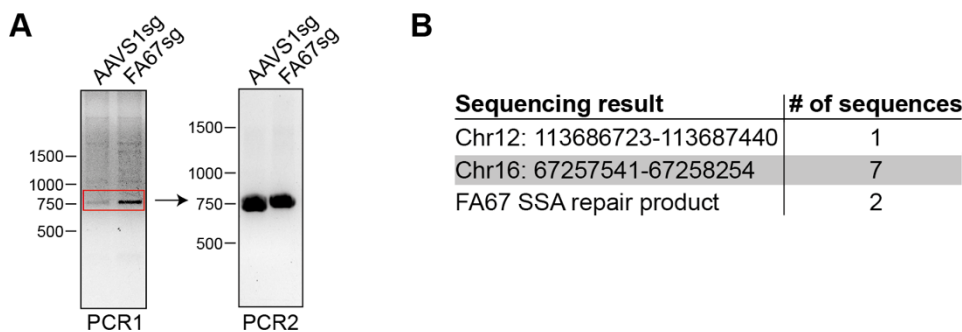 A
AAVS1sg
FA67sg
1500
1000
750
500
PCR1
AAVS1sg
FA67sg
1500
1000
750
500
PCR2
B
Sequencing result # of sequences
Chr12: 113686723-113687440 1
Chr16: 67257541-67258254 7
FA67 SSA repair product 2